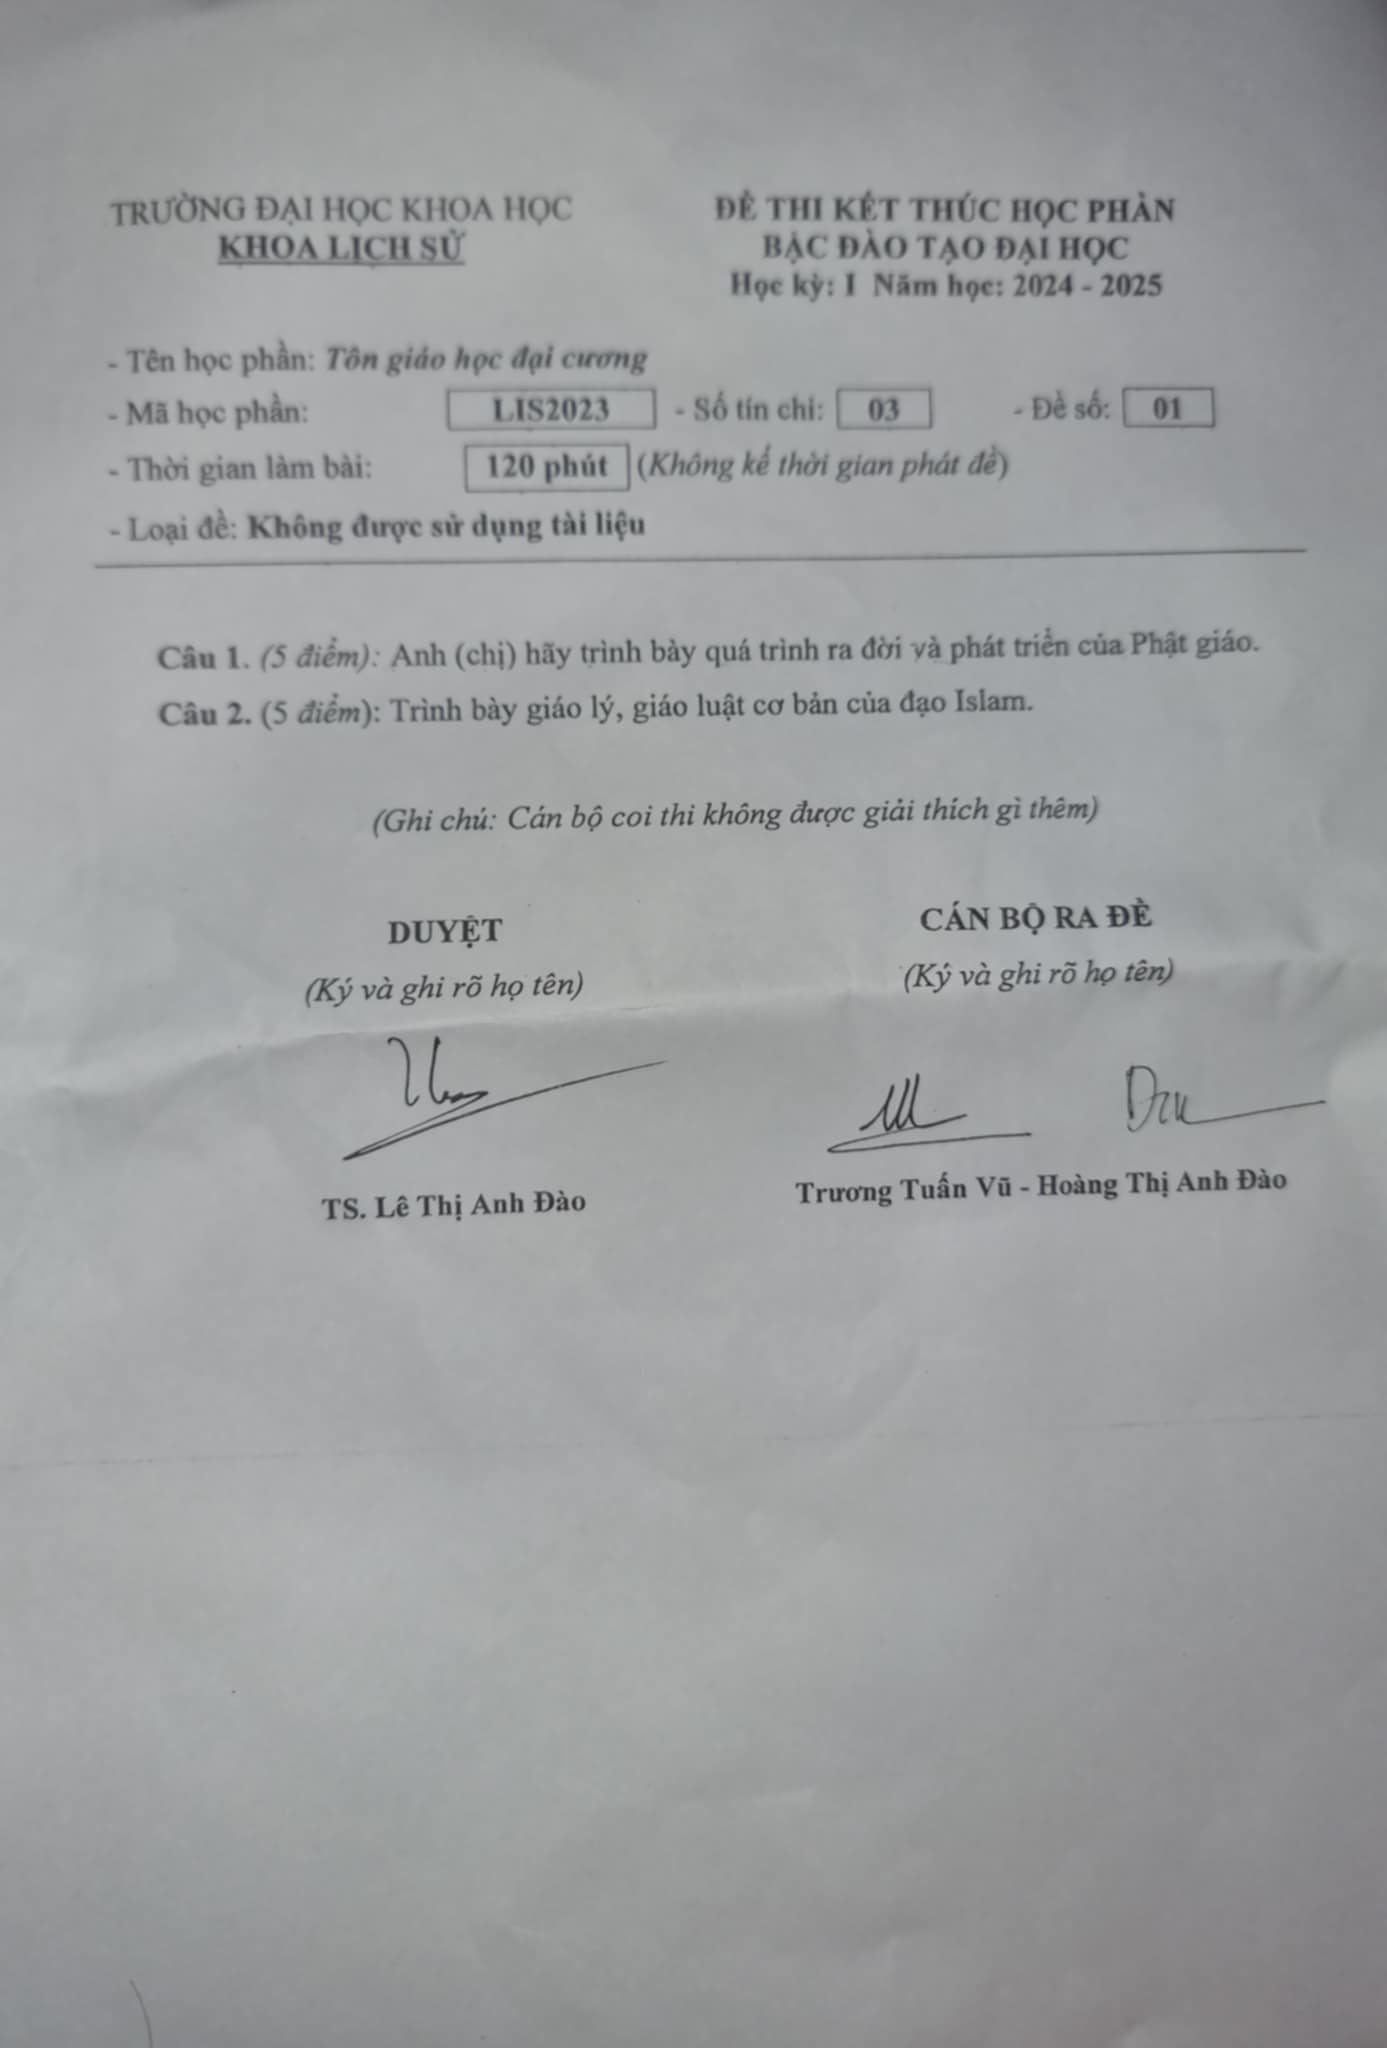 TRƯỜNG ĐẠI HỌC KHOA HỌC
KHOA LỊCH SỬ
ĐỀ THI KẾT THÚC HỌC PHẦN
BẬC ĐÀO TẠO ĐẠI HỌC
Học kỳ: I Năm học: 2024 - 2025
- Tên học phần: Tôn giáo học đại cương
- Mã học phần: LIS2023 - Số tín chỉ: 03 - Đề số: 01
- Thời gian làm bài: 120 phút (Không kể thời gian phát đề)
- Loại đề: Không được sử dụng tài liệu
Câu 1. (5 điểm): Anh (chị) hãy trình bày quá trình ra đời và phát triển của Phật giáo.
Câu 2. (5 điểm): Trình bày giáo lý, giáo luật cơ bản của đạo Islam.
(Ghi chú: Cán bộ coi thi không được giải thích gì thêm)
DUYỆT
(Ký và ghi rõ họ tên)
TS. Lê Thị Anh Đào
CÁN BỘ RA ĐỀ
(Ký và ghi rõ họ tên)
Trương Tuấn Vũ - Hoàng Thị Anh Đào